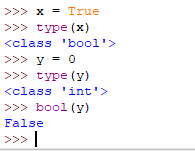 >>> x = True
>>> type(x)
<class 'bool'>
>>> y = 0
>>> type(y)
<class 'int'>
>>> bool(y)
False
>>>